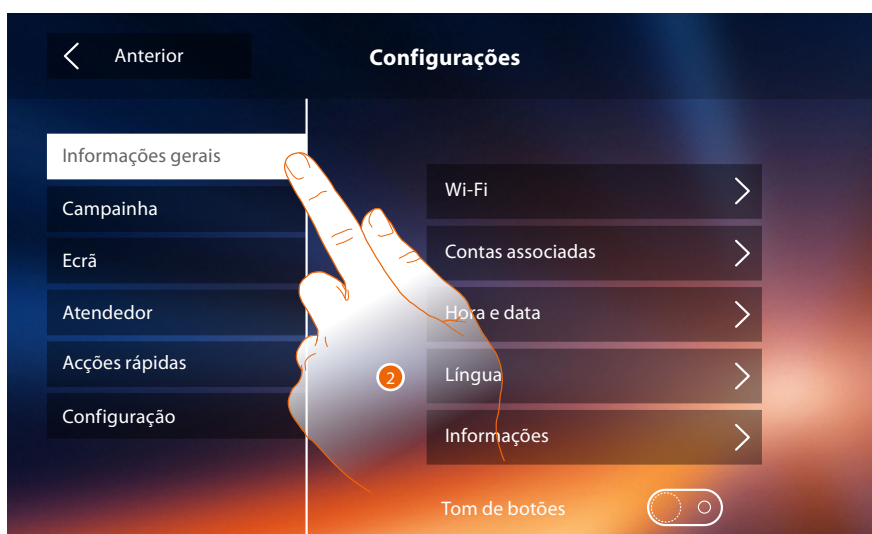 Anterior
Configurações
Informações gerais
Campainha
Ecrã
Atendedor
Acções rápidas
Configuração
Wi-Fi
Contas associadas
Hora e data
2
Língua
Informações
Tom de botões